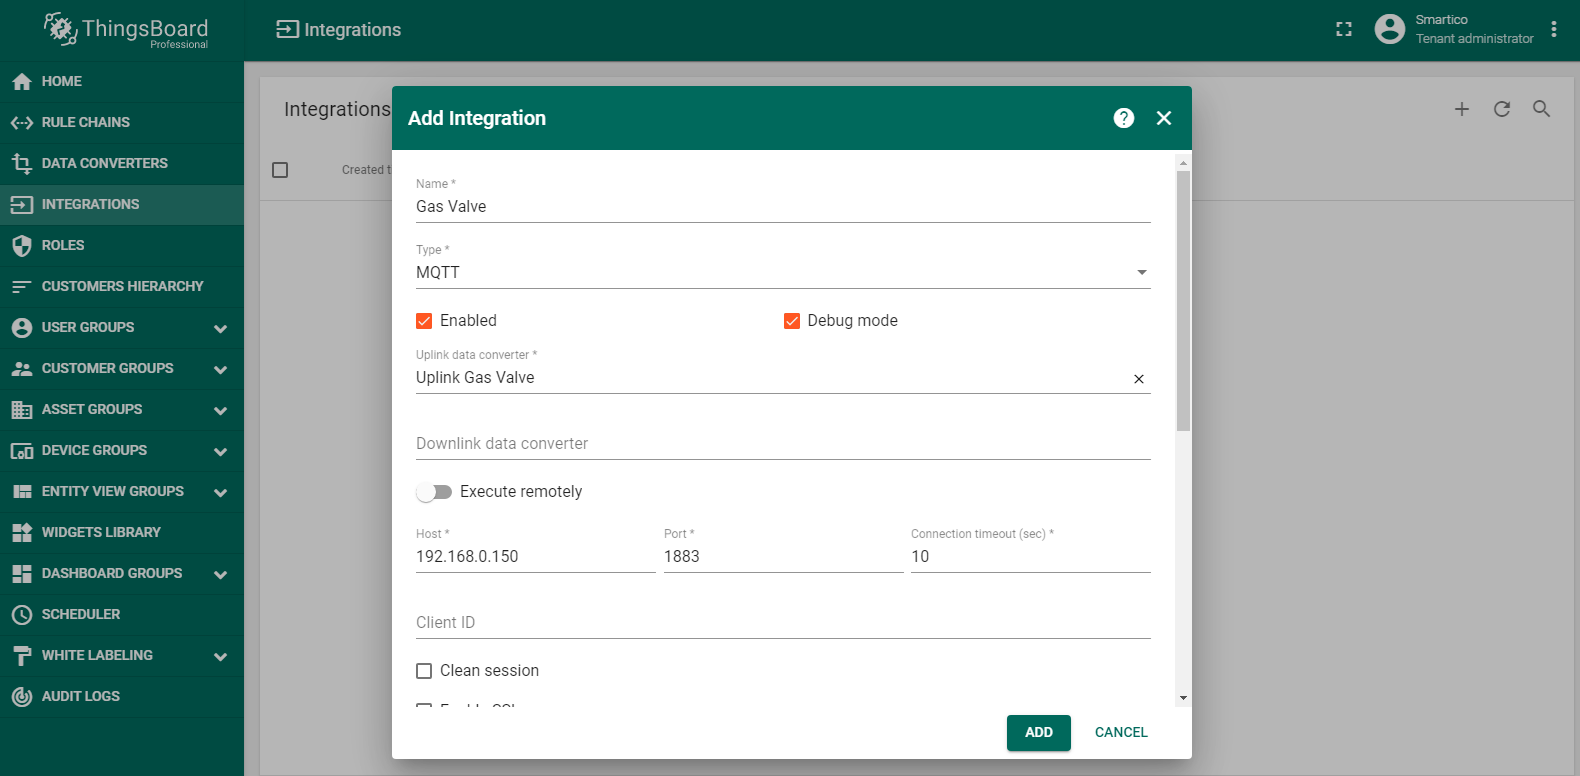 ThingsBoard
Professional
Integrations
Smartico
Tenant administrator
HOME
RULE CHAINS
DATA CONVERTERS
INTEGRATIONS
ROLES
CUSTOMERS HIERARCHY
USER GROUPS
CUSTOMER GROUPS
ASSET GROUPS
DEVICE GROUPS
ENTITY VIEW GROUPS
WIDGETS LIBRARY
DASHBOARD GROUPS
SCHEDULER
WHITE LABELING
AUDIT LOGS
Integrations
Created
Add Integration
Name *
Gas Valve
Type *
MQTT
Enabled
Debug mode
Uplink data converter *
Uplink Gas Valve
Downlink data converter
Execute remotely
Host *
192.168.0.150
Port *
1883
Connection timeout (sec) *
10
Client ID
Clean session
ADD
CANCEL